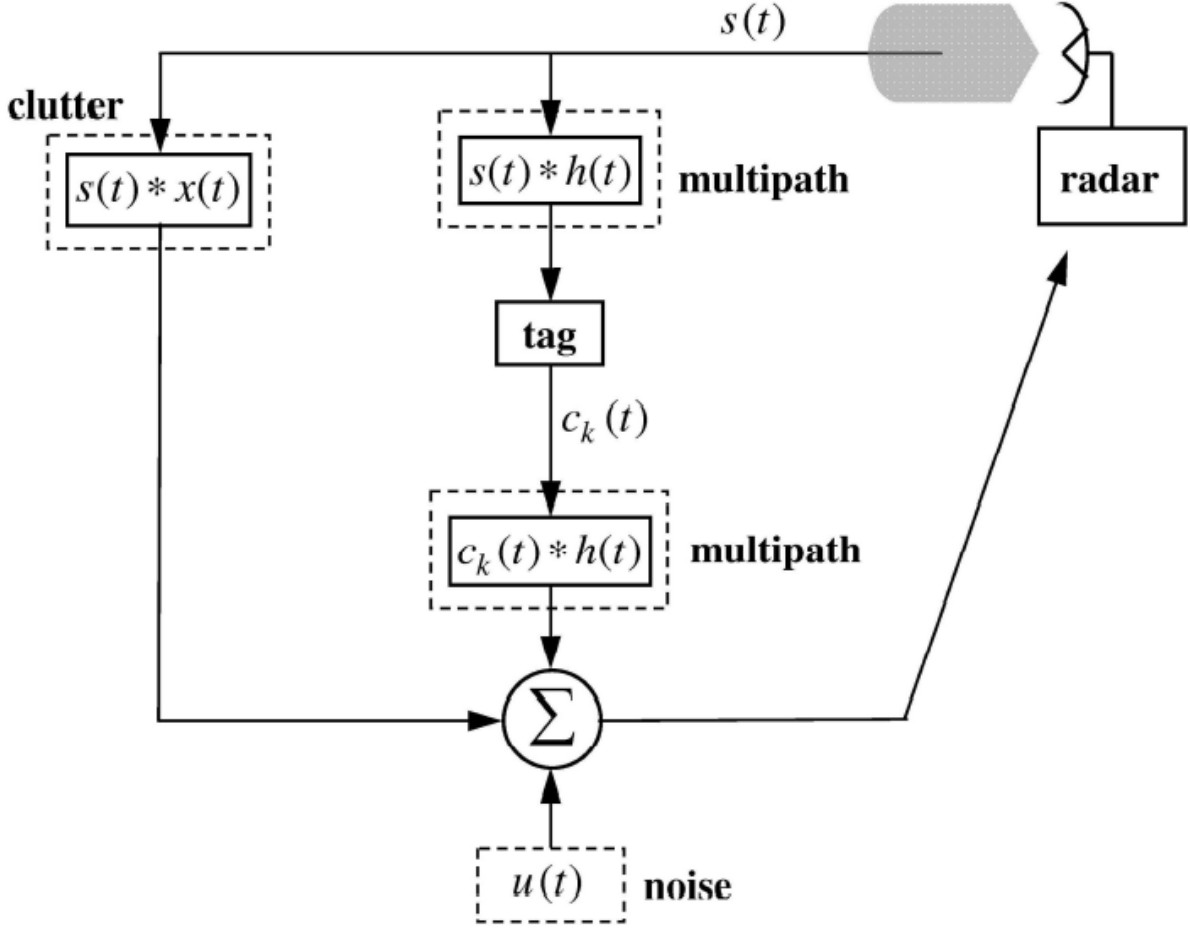 s(t)
clutter
s(t) * x(t)
s(t) * h(t)
multipath
radar
tag
c_k(t)
c_k(t) * h(t)
multipath
Σ
u(t)
noise